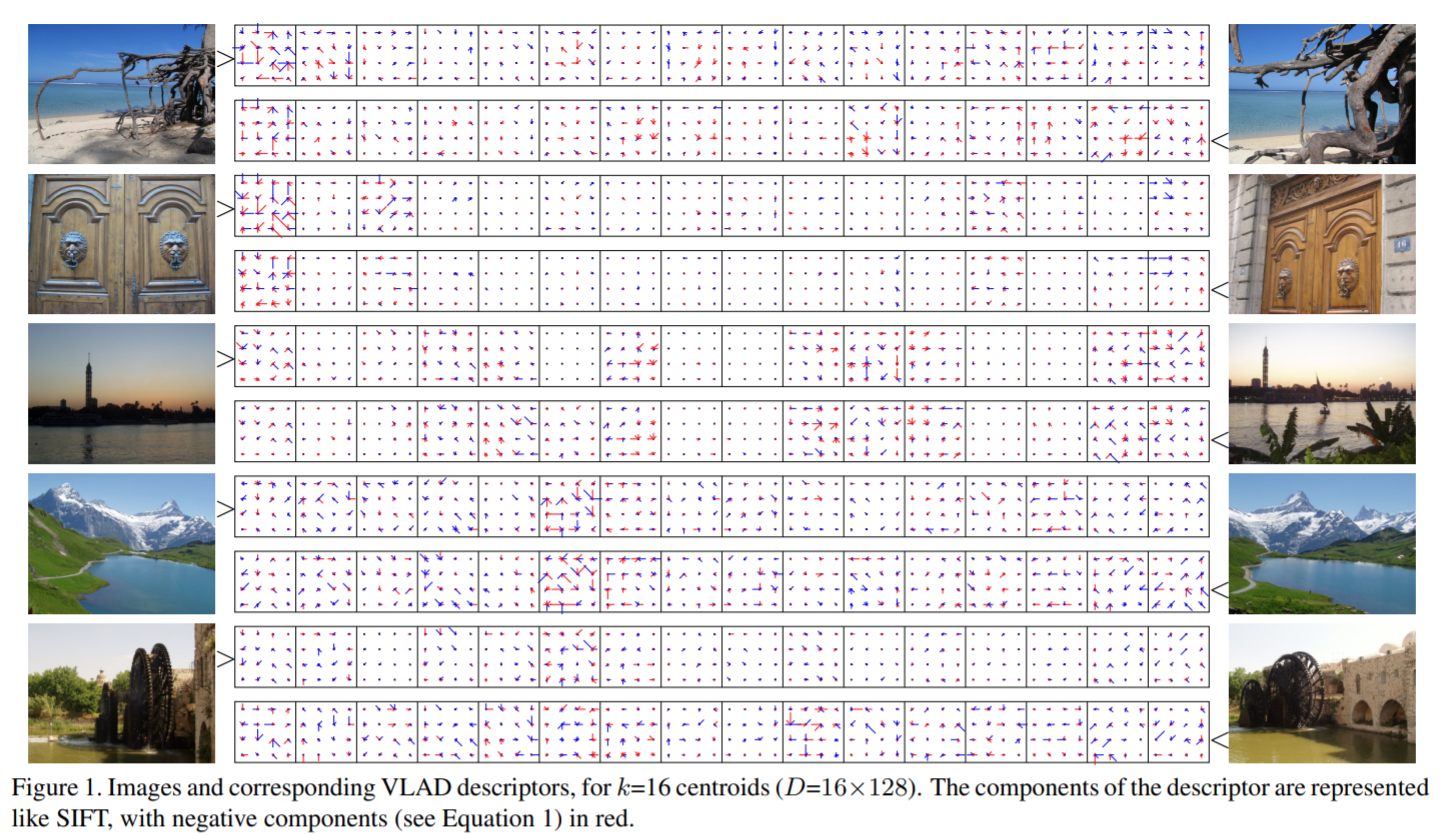 16
Figure 1. Images and corresponding VLAD descriptors, for k=16 centroids (D=16×128). The components of the descriptor are represented
like SIFT, with negative components (see Equation 1) in red.